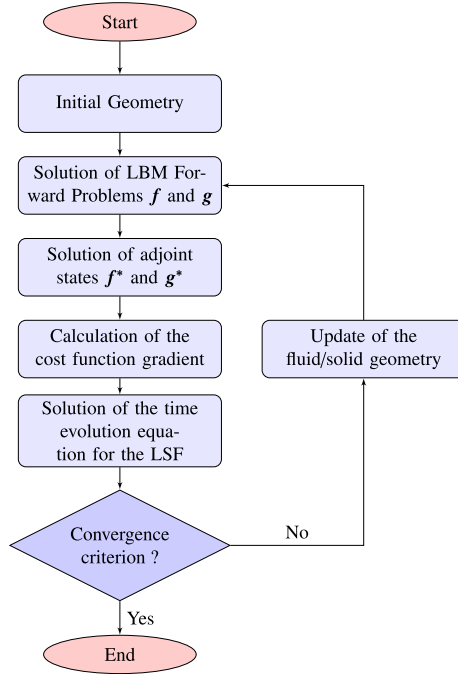 Start
Initial Geometry
Solution of LBM For-
ward Problems f and g
Solution of adjoint
states f* and g*
Calculation of the
cost function gradient
Update of the
fluid/solid geometry
Solution of the time
evolution equa-
tion for the LSF
Convergence
criterion ?
No
Yes
End